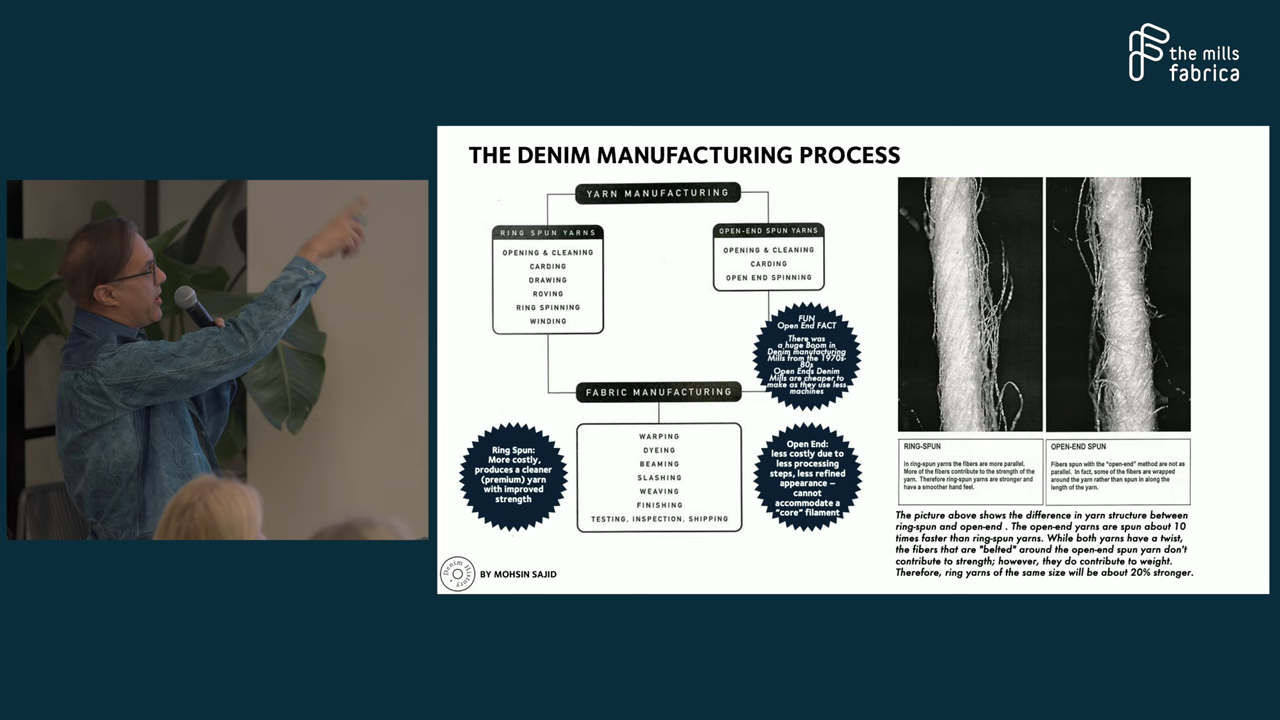 the mills
fabrica
THE DENIM MANUFACTURING PROCESS
YARN MANUFACTURING
RING SPUN YARNS
OPENING & CLEANING
CARDING
DRAWING
ROVING
RING SPINNING
WINDING
OPEN-END SPUN YARNS
OPENING & CLEANING
CARDING
OPEN END SPINNING
FUN
Open End FACT
There was
a huge Boom in
Denim manufacturing
Mills from the 1970s-
80s
Open Ends Denim
Mills are cheaper to
make as they use less
machines
FABRIC MANUFACTURING
WARPING
DYEING
BEAMING
SLASHING
WEAVING
FINISHING
TESTING, INSPECTION, SHIPPING
Ring Spun:
More costly,
produces a cleaner
(premium) yarn
with improved
strength
Open End:
less costly due to
less processing
steps, less refined
appearance –
cannot
accommodate a
"core" filament
RING-SPUN
In ring-spun yarns the fibers are more parallel.
More of the fibers contribute to the strength of the
yarn. Therefore ring-spun yarns are stronger and
have a smoother hand feel.
OPEN-END SPUN
Fibers spun with the "open-end" method are not as
parallel. In fact, some of the fibers are wrapped
around the yarn rather than spun in along the
length of the yarn.
The picture above shows the difference in yarn structure between
ring-spun and open-end . The open-end yarns are spun about 10
times faster than ring-spun yarns. While both yarns have a twist,
the fibers that are "belted" around the open-end spun yarn don't
contribute to strength; however, they do contribute to weight.
Therefore, ring yarns of the same size will be about 20% stronger.
Denim History
BY MOHSIN SAJID